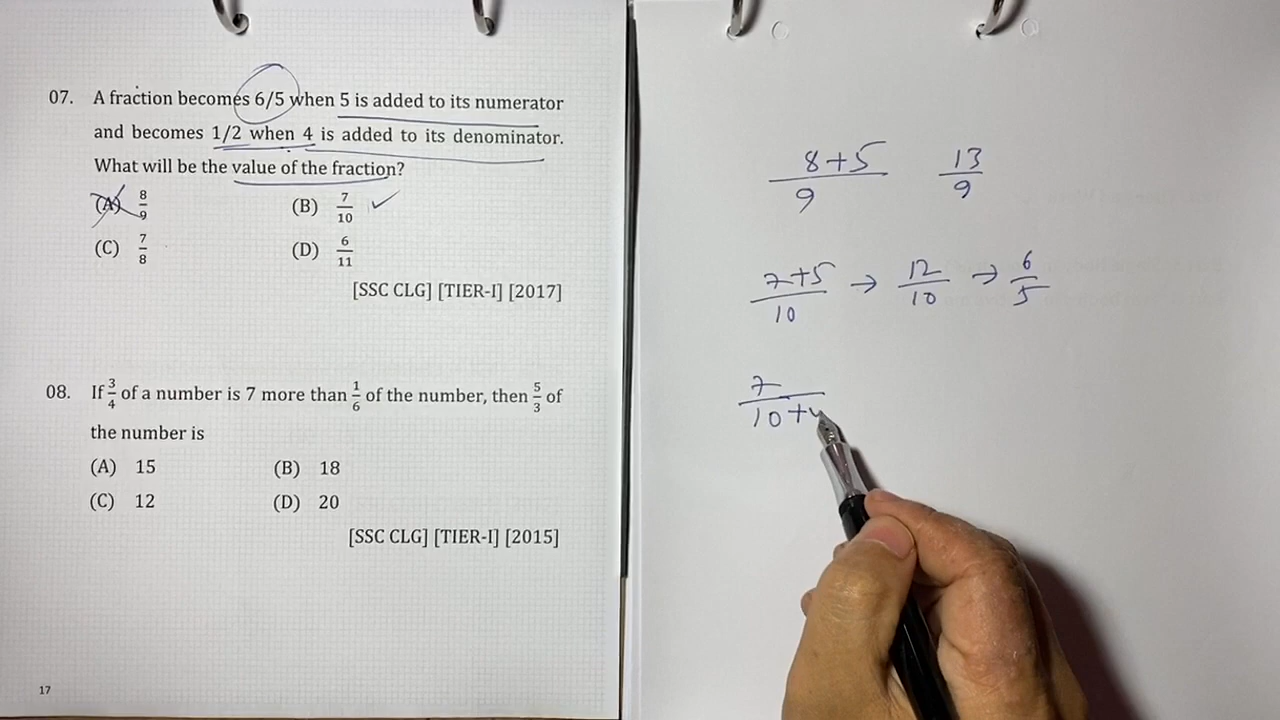 07. A fraction becomes 6/5 when 5 is added to its numerator
and becomes 1/2 when 4 is added to its denominator.
What will be the value of the fraction?
(A) 8/9 (B) 7/10
(C) 7/8 (D) 6/11
[SSC CLG] [TIER-I] [2017]
08. If 3/4 of a number is 7 more than 1/6 of the number, then 5/3 of
the number is
(A) 15 (B) 18
(C) 12 (D) 20
[SSC CLG] [TIER-I] [2015]
17
8+5/9 13/9
7+5/10 → 12/10 → 6/5
7/10+